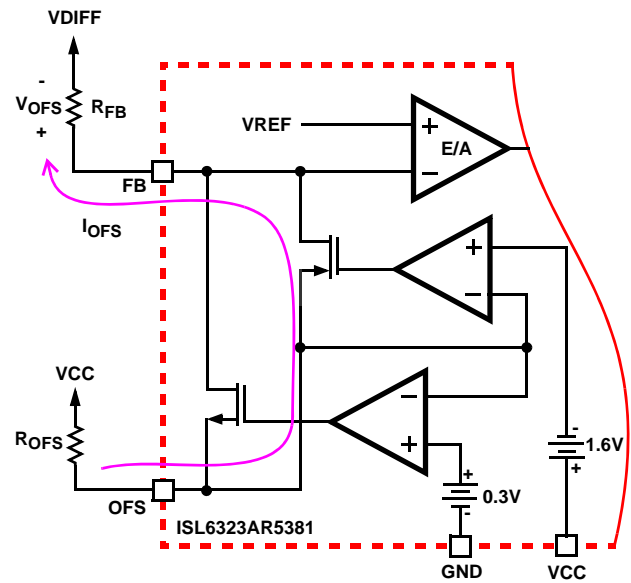 VDIFF
-
VOFS
+
RFB
VREF
+
E/A
-
FB
IOFS
+
-
VCC
ROFS
-
+
-
1.6V
+
+
0.3V
-
OFS
ISL6323AR5381
GND
VCC